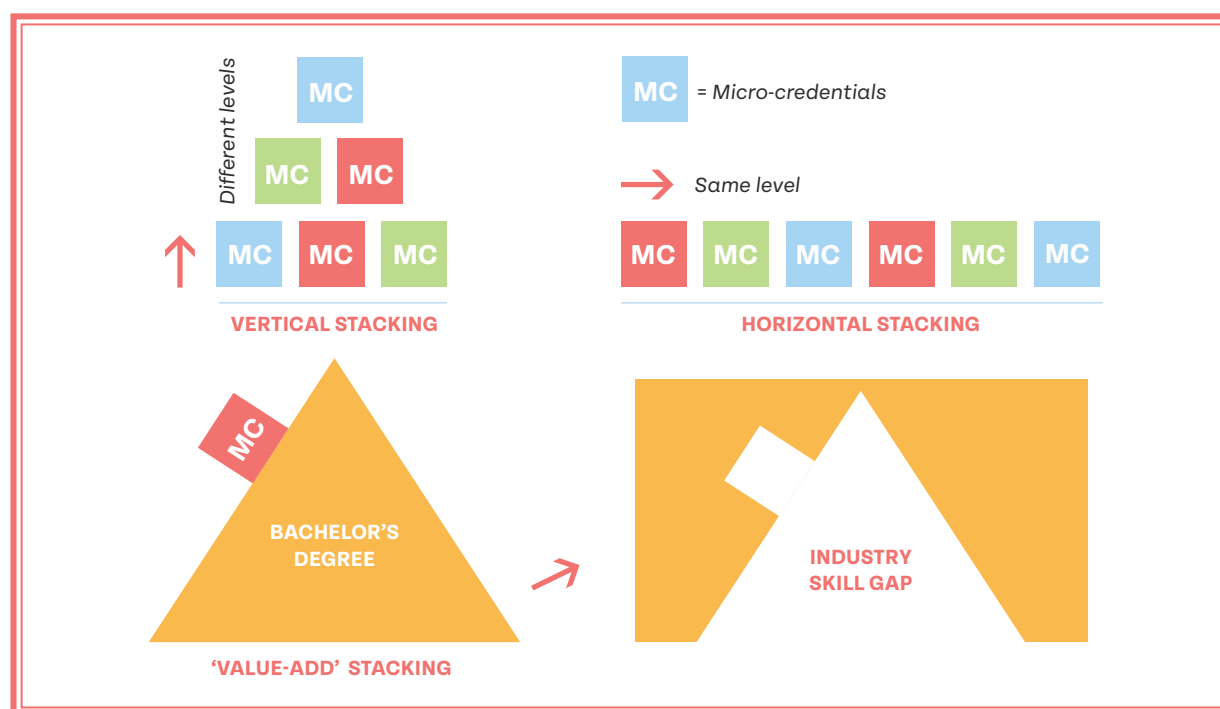 Different levels
MC
MC MC
MC MC MC
VERTICAL STACKING
MC = Micro-credentials
Same level
MC MC MC MC MC MC
HORIZONTAL STACKING
MC
BACHELOR’S
DEGREE
‘VALUE-ADD’ STACKING
INDUSTRY
SKILL GAP